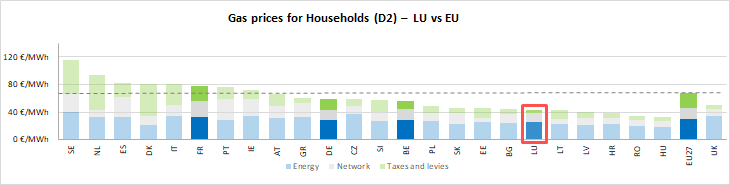 Gas prices for Households (D2) – LU vs EU
120 €/MWh
80 €/MWh
40 €/MWh
0 €/MWh
SE NL ES DK IT FR PT IE AT GR DE CZ SI BE PL SK EE BG LU LT LV HR RO HU EU27 UK
Energy Network Taxes and levies